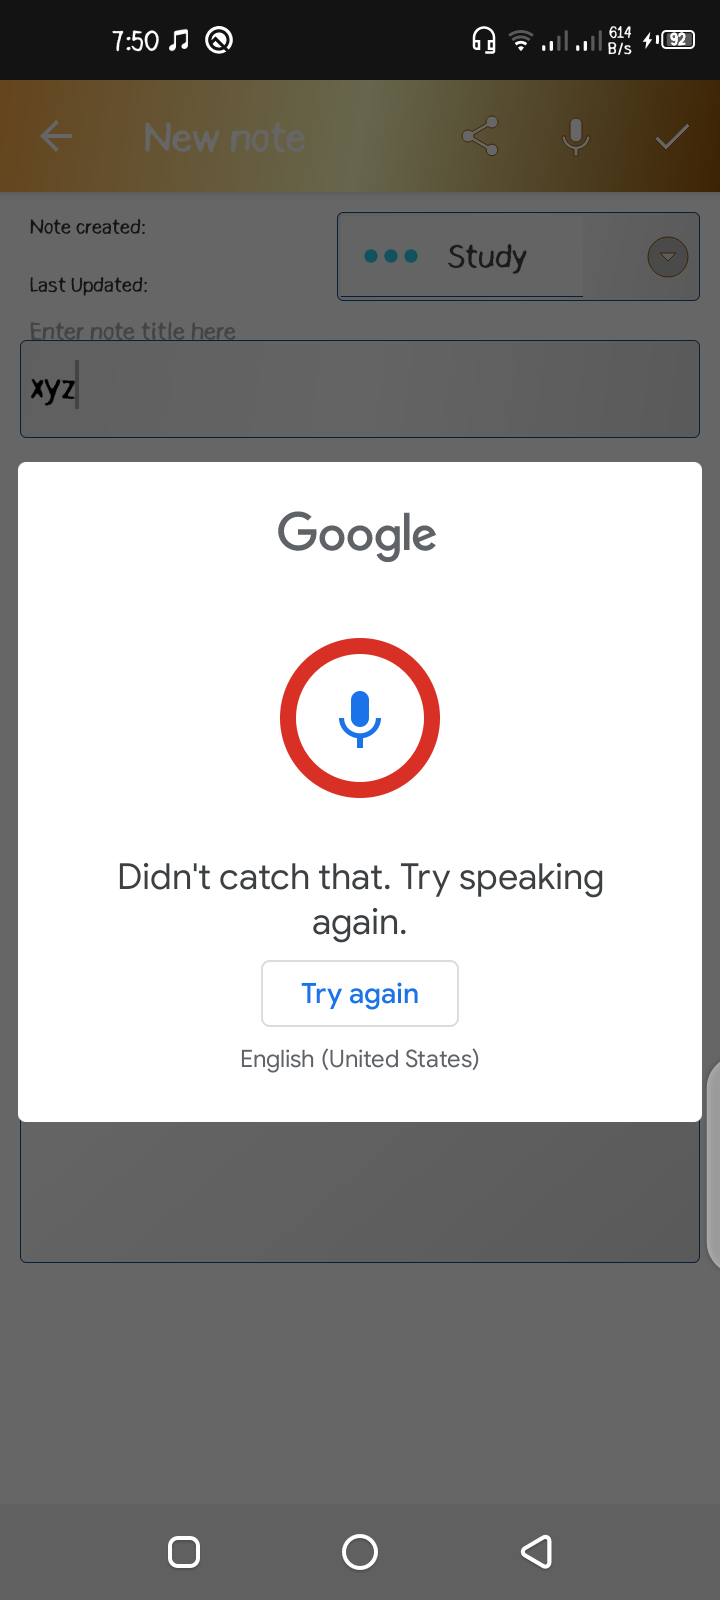 7:50 614 B/s 92
New note
Note created:
Study
Last Updated:
Enter note title here
xyz
Google
Didn't catch that. Try speaking
again.
Try again
English (United States)